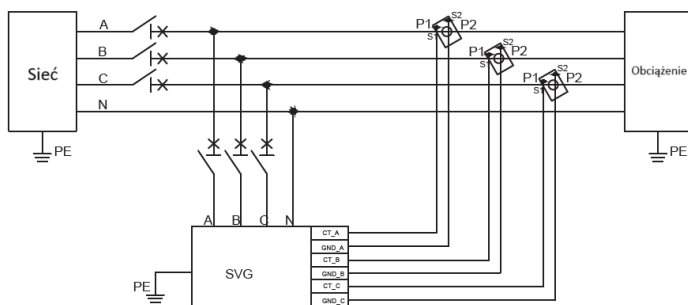 A
P1
S2
P2
S1
B
P1
S2
P2
S1
Sieć
C
P1
S2
P2
S1
Obciążenie
N
PE
PE
A
B
C
N
CT_A
GND_A
CT_B
GND_B
CT_C
GND_C
SVG
PE